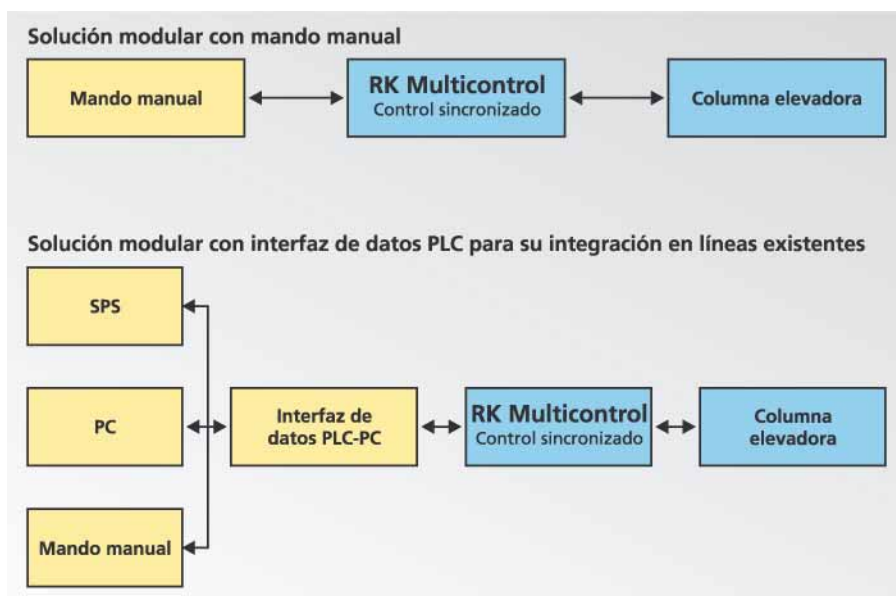 Solución modular con mando manual
Mando manual
RK Multicontrol
Control sincronizado
Columna elevadora
Solución modular con interfaz de datos PLC para su integración en líneas existentes
SPS
PC
Interfaz de
datos PLC-PC
RK Multicontrol
Control sincronizado
Columna
elevadora
Mando manual